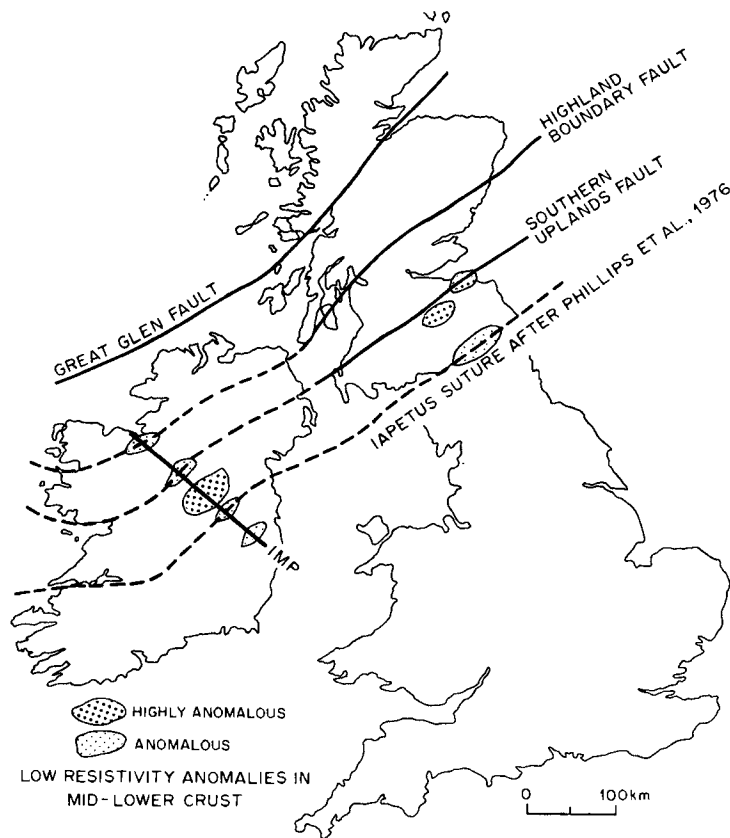 HIGHLAND
BOUNDARY FAULT
SOUTHERN
UPLANDS FAULT
IAPETUS SUTURE AFTER PHILLIPS ET AL., 1976
GREAT GLEN FAULT
IMP
HIGHLY ANOMALOUS
ANOMALOUS
LOW RESISTIVITY ANOMALIES IN
MID-LOWER CRUST
0 100km